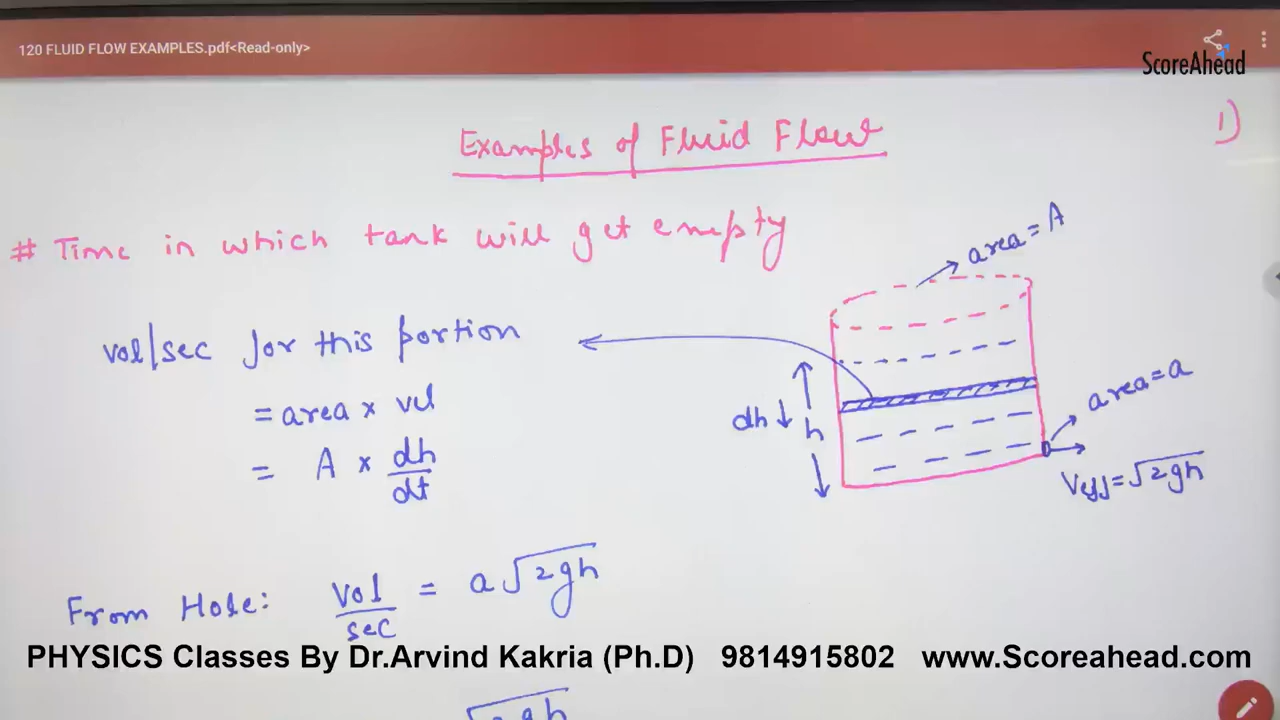 120 FLUID FLOW EXAMPLES.pdf<Read-only>
ScoreAhead
1)
Examples of Fluid Flow
# Time in which tank will get empty
area = A
vol/sec for this portion
= area × vel
= A × dh/dt
dh ↓
h
area = a
Veff = √2gh
From Hole: Vol/sec = a√2gh
PHYSICS Classes By Dr.Arvind Kakria (Ph.D) 9814915802 www.Scoreahead.com